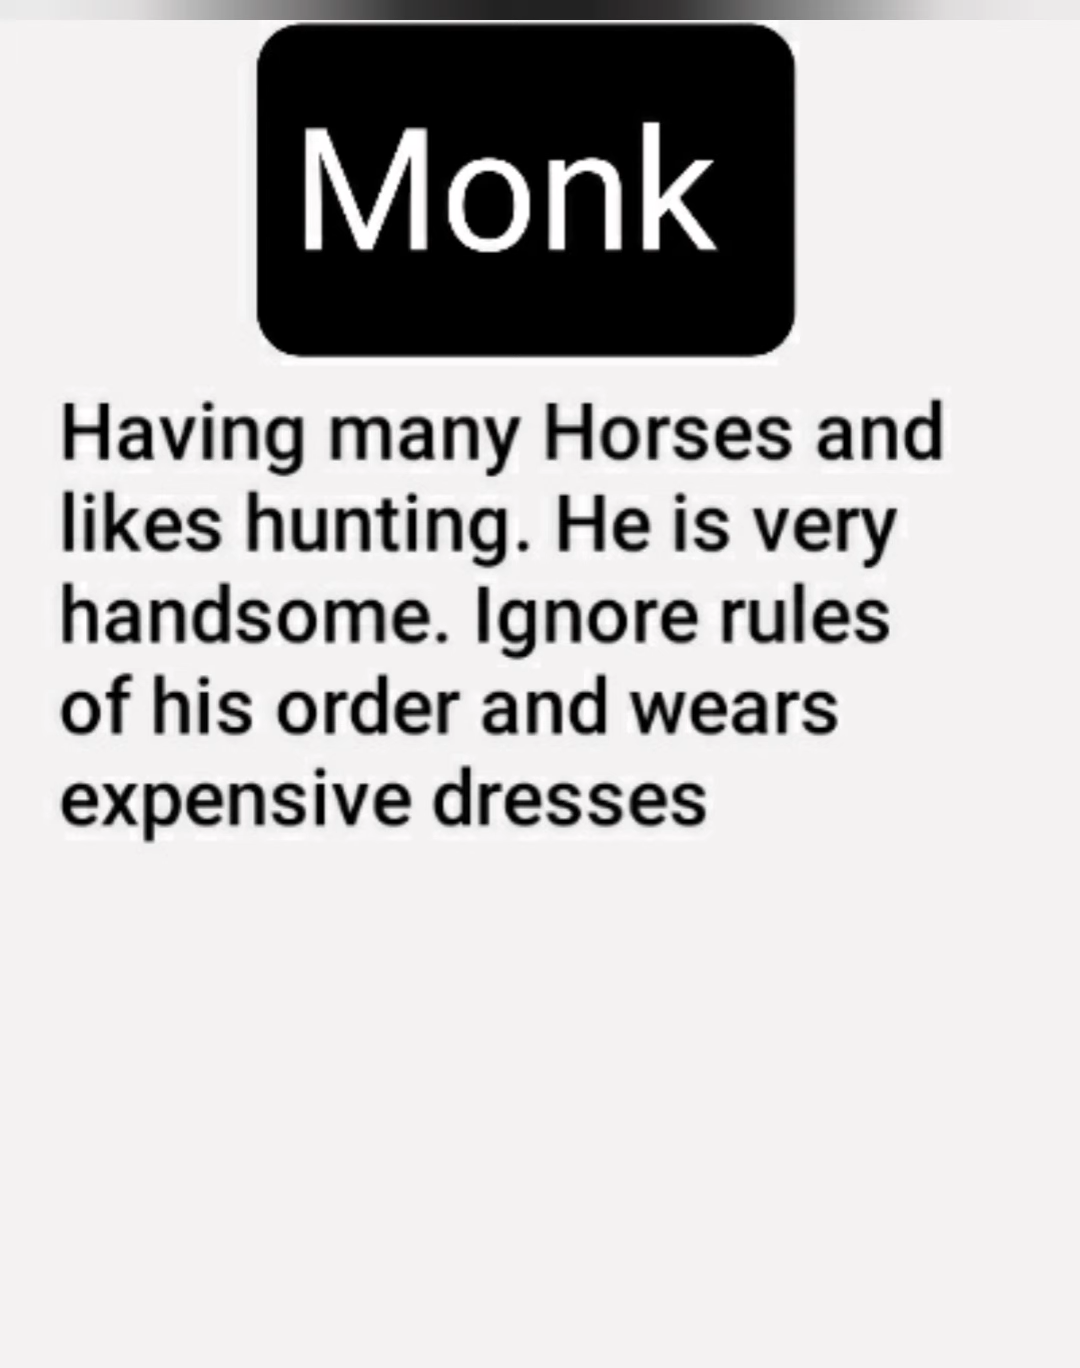 Monk
Having many Horses and
likes hunting. He is very
handsome. Ignore rules
of his order and wears
expensive dresses